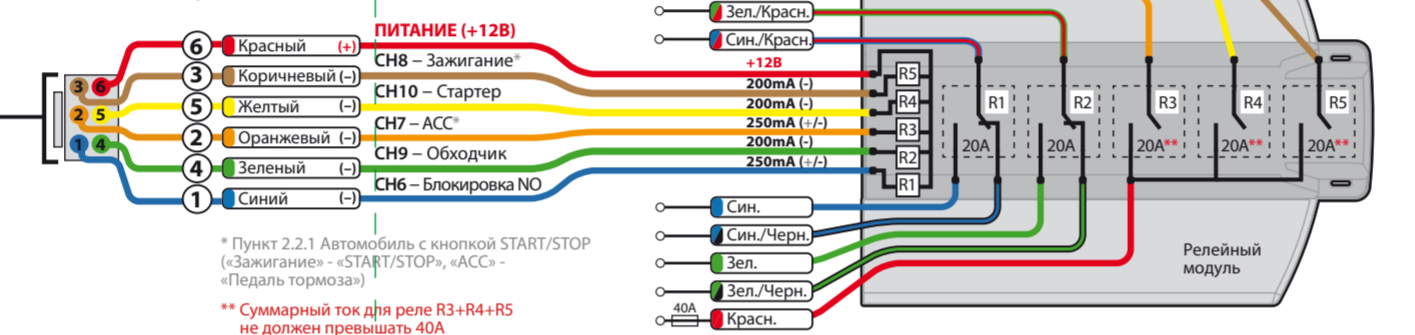 Зел./Красн.
Син./Красн.
ПИТАНИЕ (+12В)
6 Красный (+)
+12В
CH8 – Зажигание*
3 Коричневый (–)
200mA (-)
CH10 – Стартер
5 Желтый (–)
200mA (-)
CH7 – ACC*
2 Оранжевый (–)
250mA (+/-)
CH9 – Обходчик
4 Зеленый (–)
200mA (-)
CH6 – Блокировка NO
1 Синий (–)
250mA (+/-)
3 6
2 5
1 4
R5
R4
R3
R2
R1
R1 R2 R3 R4 R5
20A 20A 20A** 20A** 20A**
Син.
Син./Черн.
Зел.
Зел./Черн.
40A
Красн.
Релейный
модуль
* Пункт 2.2.1 Автомобиль с кнопкой START/STOP
(«Зажигание» - «START/STOP», «ACC» -
«Педаль тормоза»)
** Суммарный ток для реле R3+R4+R5
не должен превышать 40А